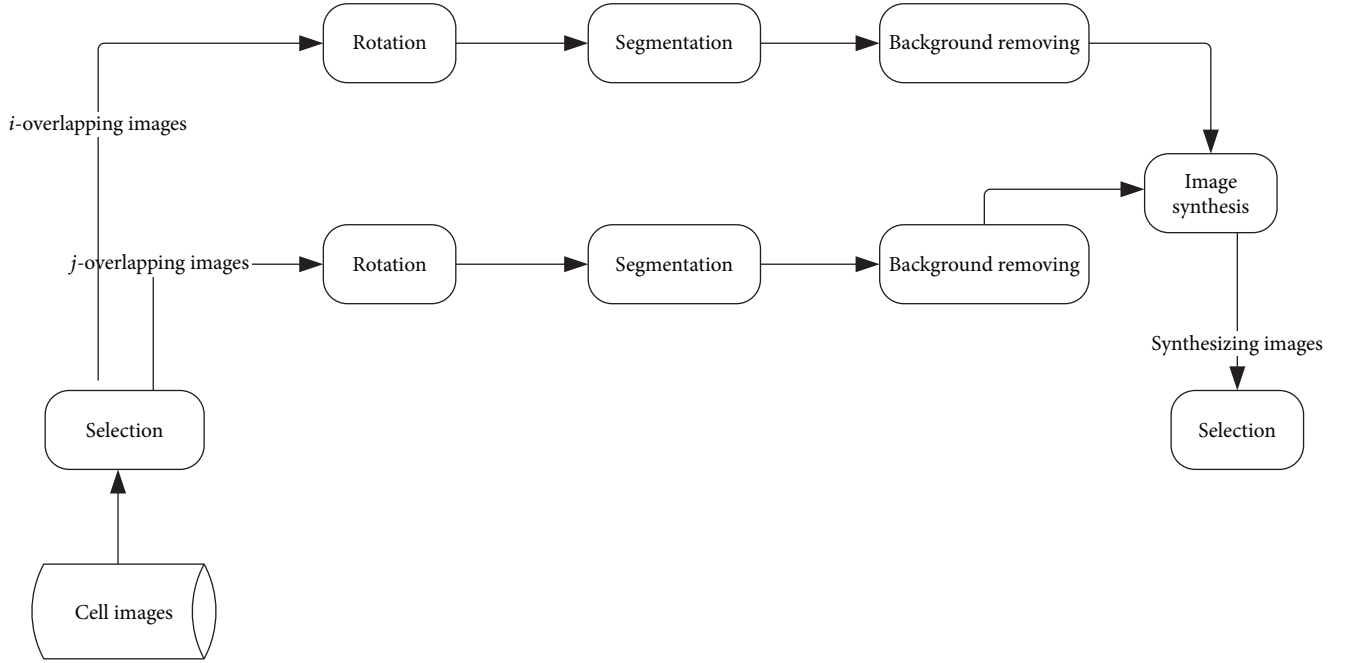 Rotation
Segmentation
Background removing
i-overlapping images
Image
synthesis
j-overlapping images
Rotation
Segmentation
Background removing
Synthesizing images
Selection
Selection
Cell images